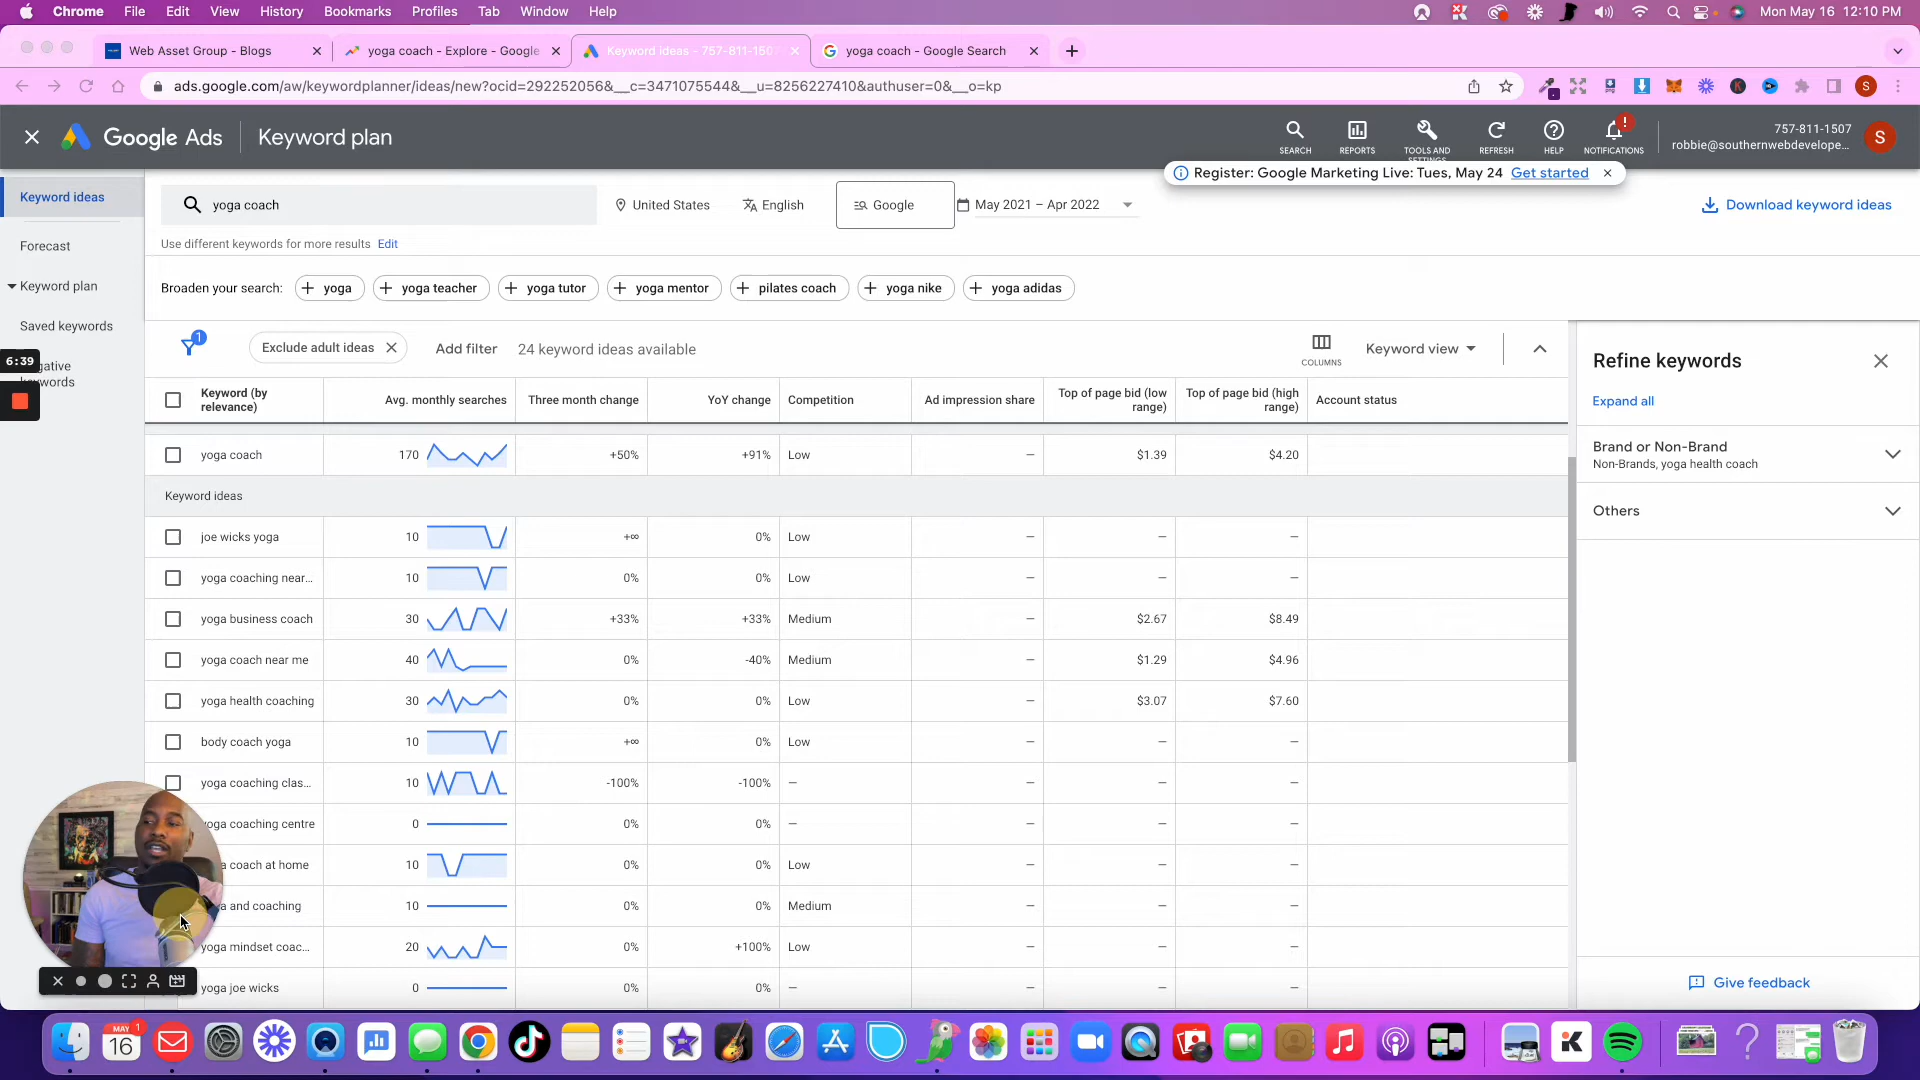 Chrome File Edit View History Bookmarks Profiles Tab Window Help Mon May 16 12:10 PM
Web Asset Group - Blogs
yoga coach - Explore - Google
Keyword ideas - 757-811-1507
yoga coach - Google Search
ads.google.com/aw/keywordplanner/ideas/new?ocid=292252056&__c=3471075544&__u=8256227410&authuser=0&__o=kp
Google Ads
Keyword plan
SEARCH
REPORTS
TOOLS AND SETTINGS
REFRESH
HELP
NOTIFICATIONS
757-811-1507
robbie@southernwebdevelope...
S
Register: Google Marketing Live: Tues, May 24 Get started
Keyword ideas
Forecast
Keyword plan
Saved keywords
gative
keywords
6:39
yoga coach
United States
English
Google
May 2021 – Apr 2022
Download keyword ideas
Use different keywords for more results Edit
Broaden your search: yoga yoga teacher yoga tutor yoga mentor pilates coach yoga nike yoga adidas
1
Exclude adult ideas
Add filter
24 keyword ideas available
COLUMNS
Keyword view
Keyword (by relevance) Avg. monthly searches Three month change YoY change Competition Ad impression share Top of page bid (low range) Top of page bid (high range) Account status
yoga coach 170 +50% +91% Low – $1.39 $4.20
Keyword ideas
joe wicks yoga 10 +∞ 0% Low – – –
yoga coaching near... 10 0% 0% Low – – –
yoga business coach 30 +33% +33% Medium – $2.67 $8.49
yoga coach near me 40 0% -40% Medium – $1.29 $4.96
yoga health coaching 30 0% 0% Low – $3.07 $7.60
body coach yoga 10 +∞ 0% Low – – –
yoga coaching clas... 10 -100% -100% – – – –
yoga coaching centre 0 0% 0% – – – –
a coach at home 10 0% 0% Low – – –
a and coaching 10 0% 0% Medium – – –
yoga mindset coac... 20 0% +100% Low – – –
yoga joe wicks 0 0% 0% – – – –
Refine keywords
Expand all
Brand or Non-Brand
Non-Brands, yoga health coach
Others
Give feedback
MAY 1
16